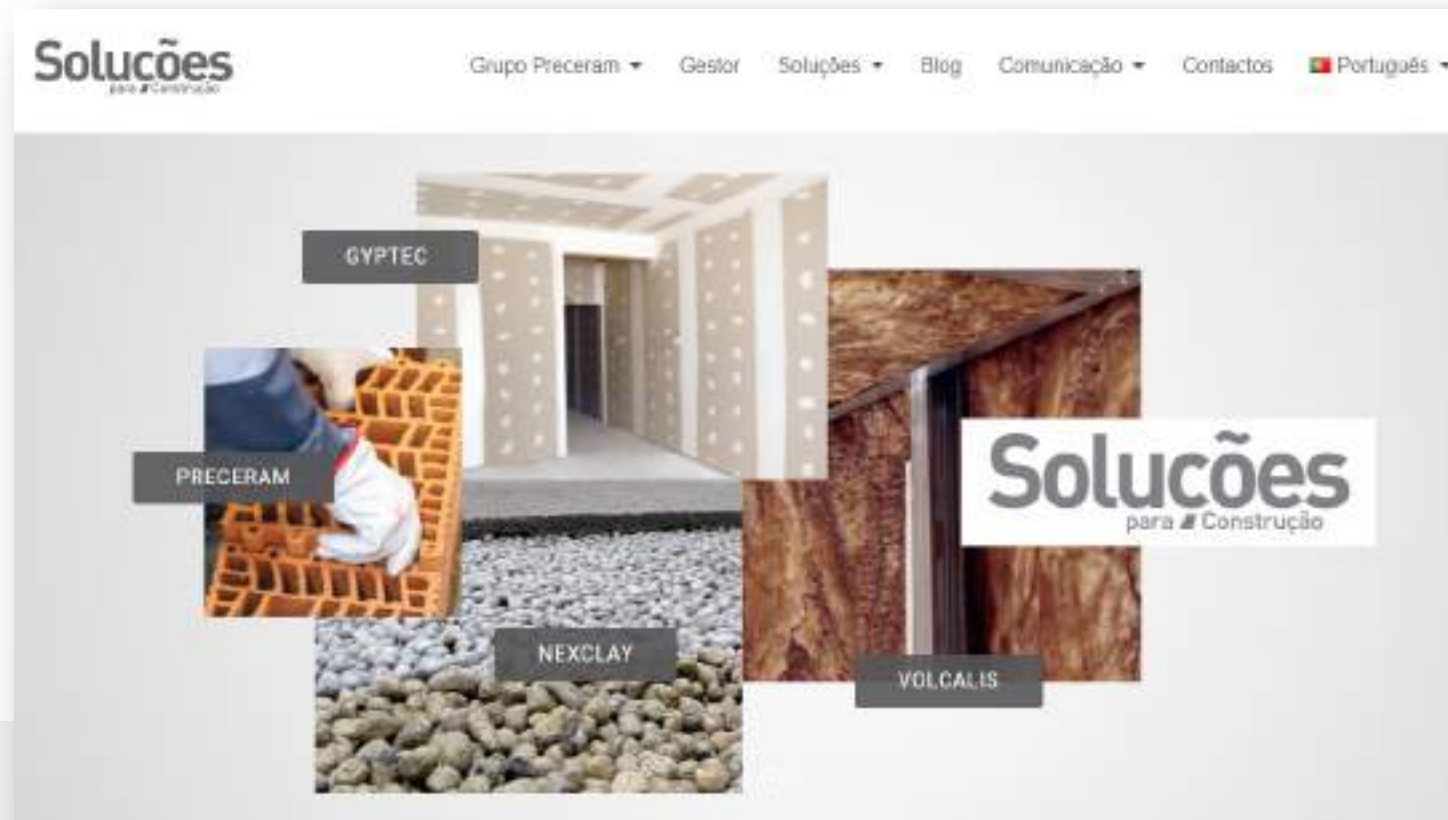 Soluções
para a Construção
Grupo Preceram
Gestor
Soluções
Blog
Comunicação
Contactos
Português
GYPTEC
PRECERAM
Soluções
para a Construção
NEXCLAY
VOLCALIS